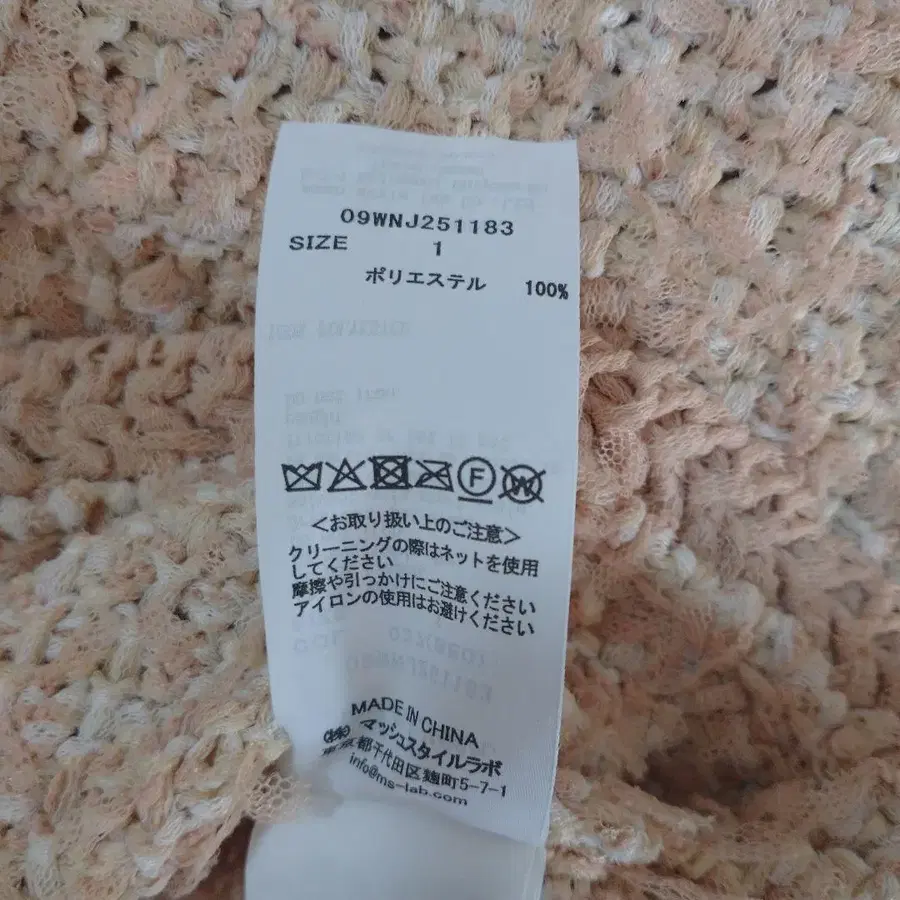 09WNJ251183
SIZE 1
ポリエステル 100%
F
W
<お取り扱い上のご注意>
クリーニングの際はネットを使用
してください
摩擦や引っかけにご注意ください
アイロンの使用はお避けください
MADE IN CHINA
(株) マッシュスタイルラボ
東京都千代田区麹町5-7-1
info@ms-lab.com